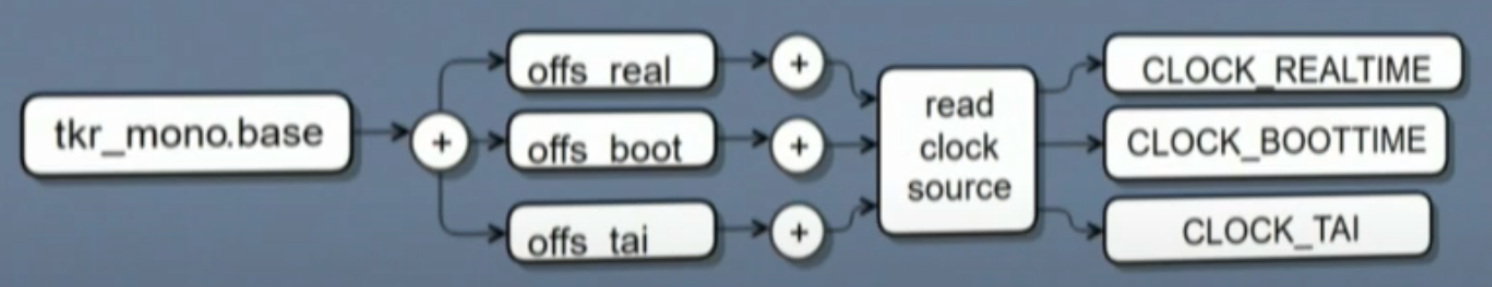 tkr_mono.base
+
offs_real
+
offs_boot
+
offs_tai
+
read
clock
source
CLOCK_REALTIME
CLOCK_BOOTTIME
CLOCK_TAI